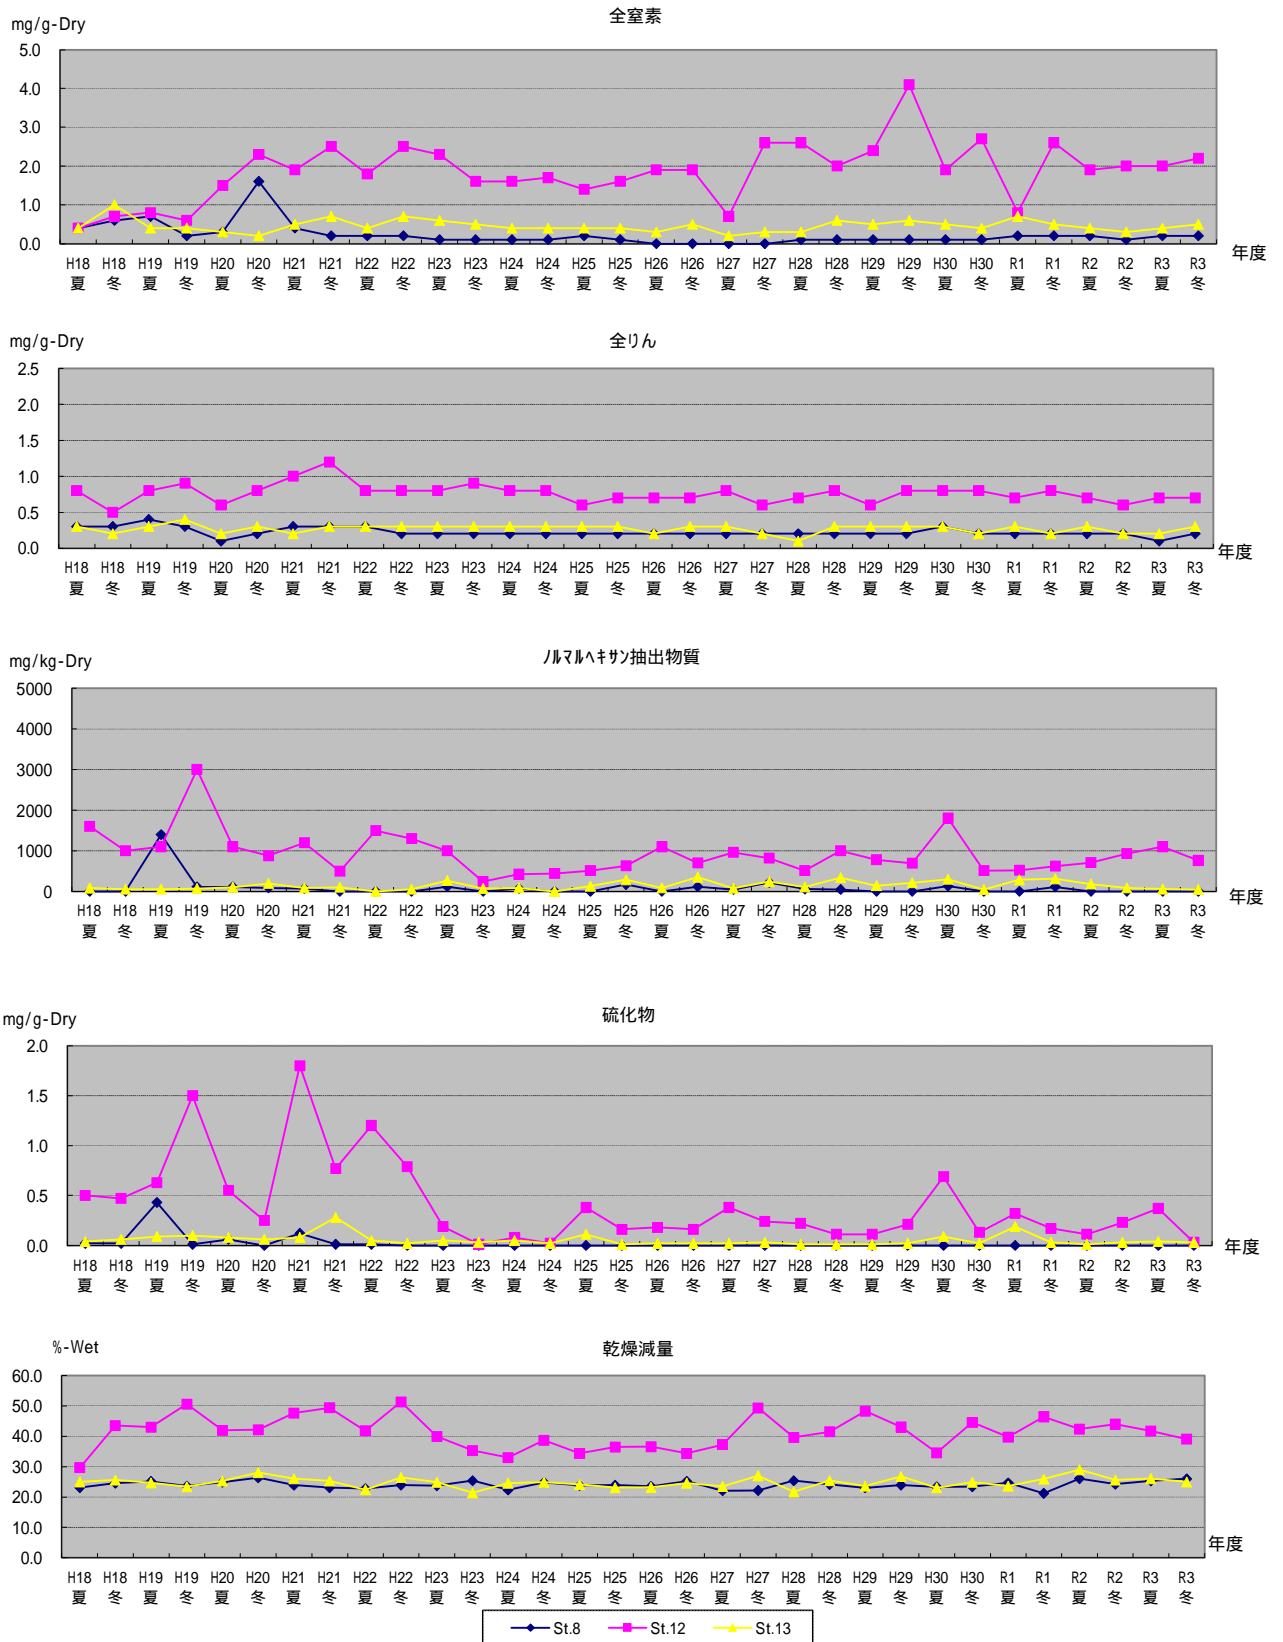 全窒素
mg/g-Dry
5.0
4.0
3.0
2.0
1.0
0.0
H18 H18 H19 H19 H20 H20 H21 H21 H22 H22 H23 H23 H24 H24 H25 H25 H26 H26 H27 H27 H28 H28 H29 H29 H30 H30 R1 R1 R2 R2 R3 R3
夏 冬 夏 冬 夏 冬 夏 冬 夏 冬 夏 冬 夏 冬 夏 冬 夏 冬 夏 冬 夏 冬 夏 冬 夏 冬 夏 冬 夏 冬 夏 冬
年度
全りん
mg/g-Dry
2.5
2.0
1.5
1.0
0.5
0.0
H18 H18 H19 H19 H20 H20 H21 H21 H22 H22 H23 H23 H24 H24 H25 H25 H26 H26 H27 H27 H28 H28 H29 H29 H30 H30 R1 R1 R2 R2 R3 R3
夏 冬 夏 冬 夏 冬 夏 冬 夏 冬 夏 冬 夏 冬 夏 冬 夏 冬 夏 冬 夏 冬 夏 冬 夏 冬 夏 冬 夏 冬 夏 冬
年度
ﾉﾙﾏﾙﾍｷｻﾝ抽出物質
mg/kg-Dry
5000
4000
3000
2000
1000
0
H18 H18 H19 H19 H20 H20 H21 H21 H22 H22 H23 H23 H24 H24 H25 H25 H26 H26 H27 H27 H28 H28 H29 H29 H30 H30 R1 R1 R2 R2 R3 R3
夏 冬 夏 冬 夏 冬 夏 冬 夏 冬 夏 冬 夏 冬 夏 冬 夏 冬 夏 冬 夏 冬 夏 冬 夏 冬 夏 冬 夏 冬 夏 冬
年度
硫化物
mg/g-Dry
2.0
1.5
1.0
0.5
0.0
H18 H18 H19 H19 H20 H20 H21 H21 H22 H22 H23 H23 H24 H24 H25 H25 H26 H26 H27 H27 H28 H28 H29 H29 H30 H30 R1 R1 R2 R2 R3 R3
夏 冬 夏 冬 夏 冬 夏 冬 夏 冬 夏 冬 夏 冬 夏 冬 夏 冬 夏 冬 夏 冬 夏 冬 夏 冬 夏 冬 夏 冬 夏 冬
年度
乾燥減量
%-Wet
60.0
50.0
40.0
30.0
20.0
10.0
0.0
H18 H18 H19 H19 H20 H20 H21 H21 H22 H22 H23 H23 H24 H24 H25 H25 H26 H26 H27 H27 H28 H28 H29 H29 H30 H30 R1 R1 R2 R2 R3 R3
夏 冬 夏 冬 夏 冬 夏 冬 夏 冬 夏 冬 夏 冬 夏 冬 夏 冬 夏 冬 夏 冬 夏 冬 夏 冬 夏 冬 夏 冬 夏 冬
年度
St.8 St.12 St.13